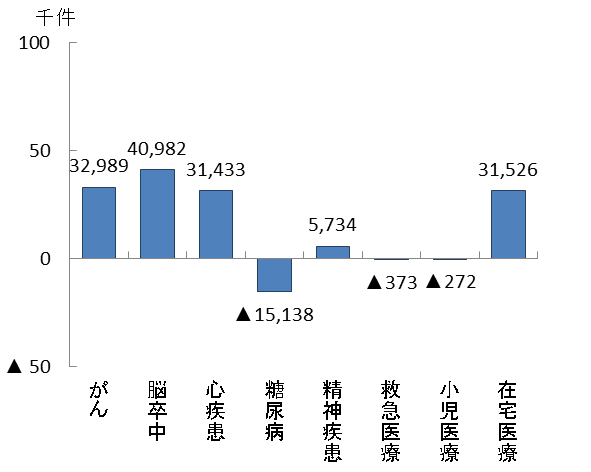 千件
100
50
0
▲ 50
32,989
40,982
31,433
▲15,138
5,734
▲373
▲272
31,526
がん
脳卒中
心疾患
糖尿病
精神疾患
救急医療
小児医療
在宅医療